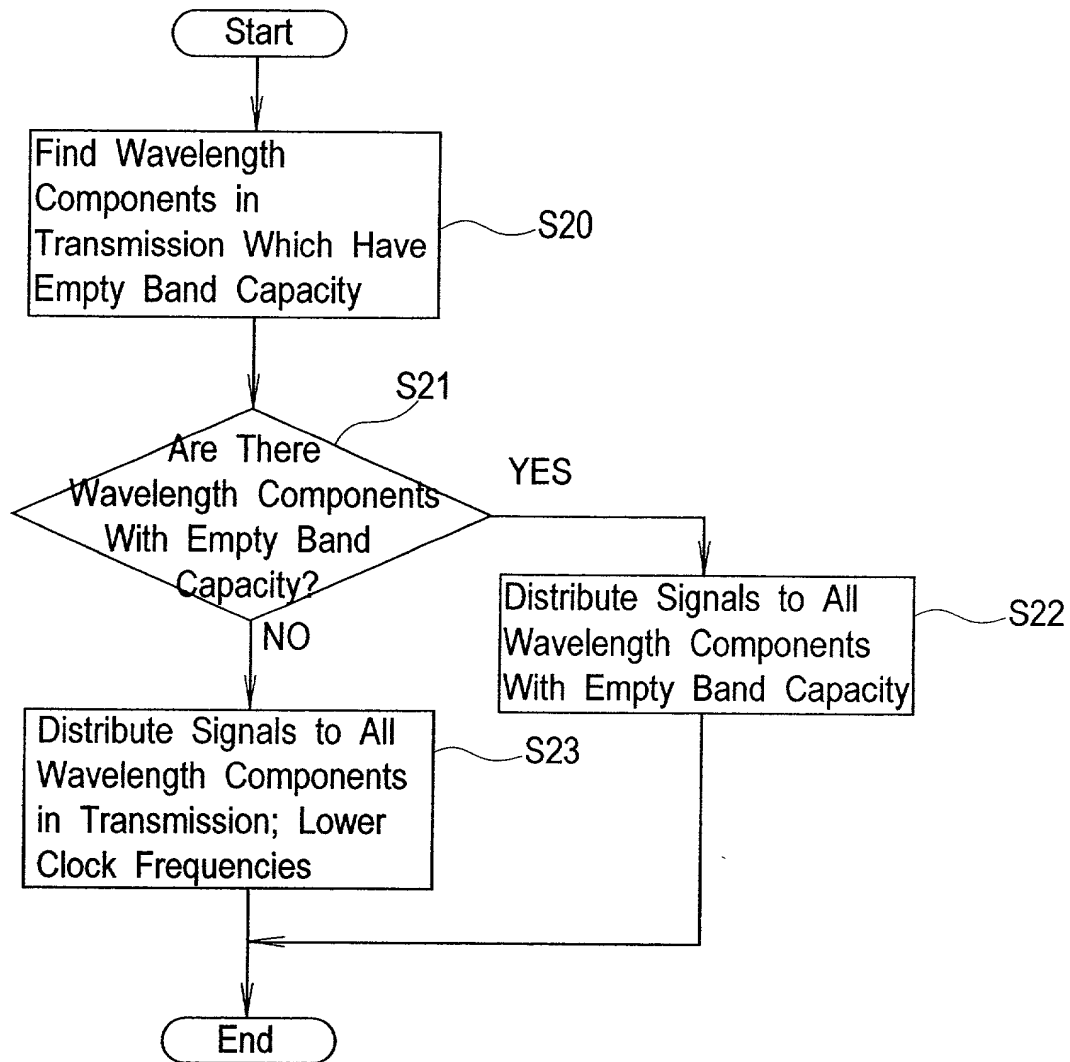 Start
Find Wavelength
Components in
Transmission Which Have
Empty Band Capacity
S20
S21
Are There
Wavelength Components
With Empty Band
Capacity?
YES
NO
Distribute Signals to All
Wavelength Components
With Empty Band Capacity
S22
Distribute Signals to All
Wavelength Components
in Transmission; Lower
Clock Frequencies
S23
End